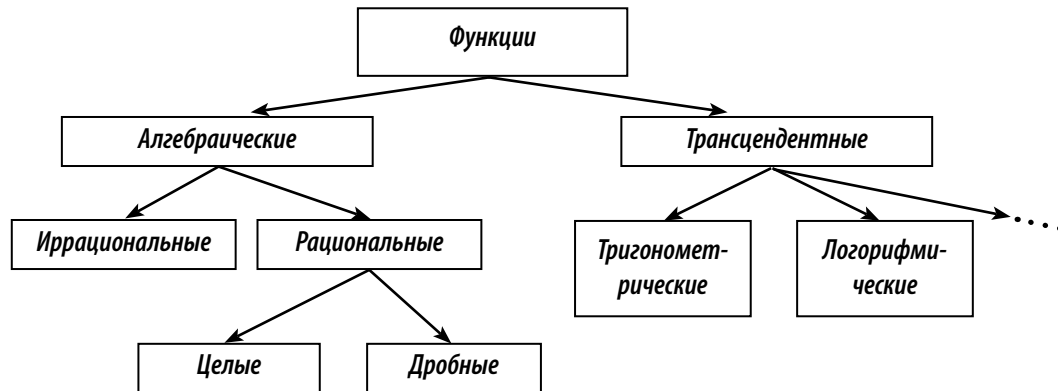 Функции
Алгебраические
Трансцендентные
Иррациональные
Рациональные
Тригономет-
рические
Логорифми-
ческие
Целые
Дробные